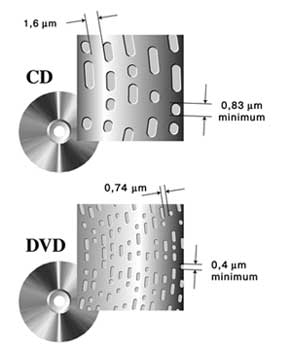 1,6 µm
CD
0,83 µm
minimum
0,74 µm
DVD
0,4 µm
minimum